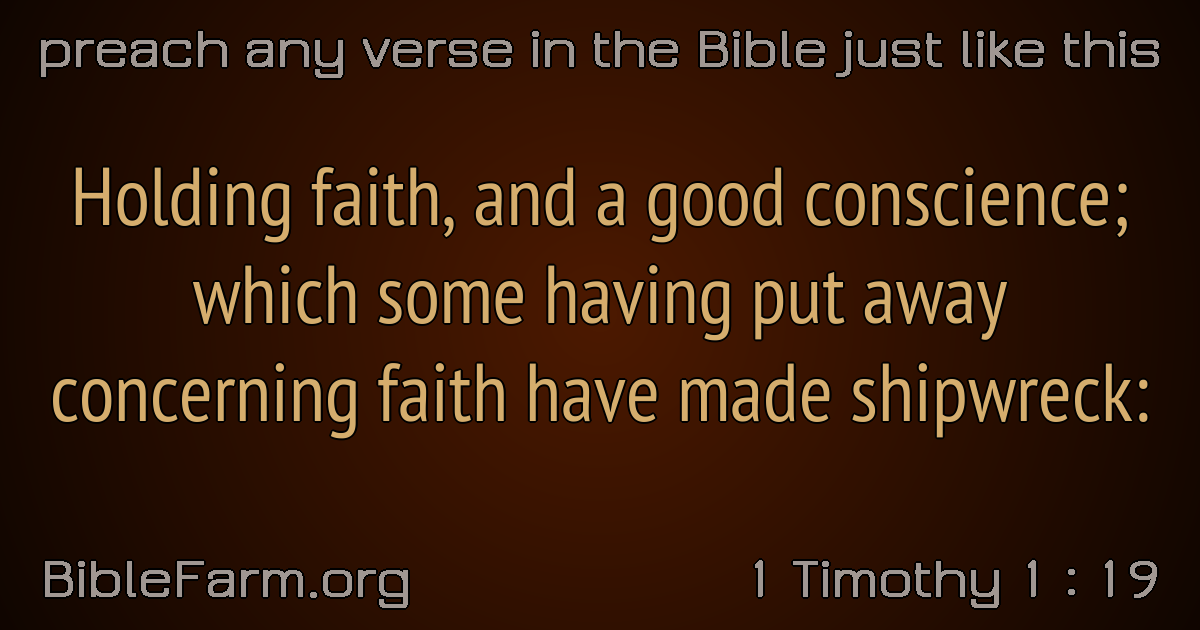 preach any verse in the Bible just like this
Holding faith, and a good conscience;
which some having put away
concerning faith have made shipwreck:
BibleFarm.org
1 Timothy 1 : 19